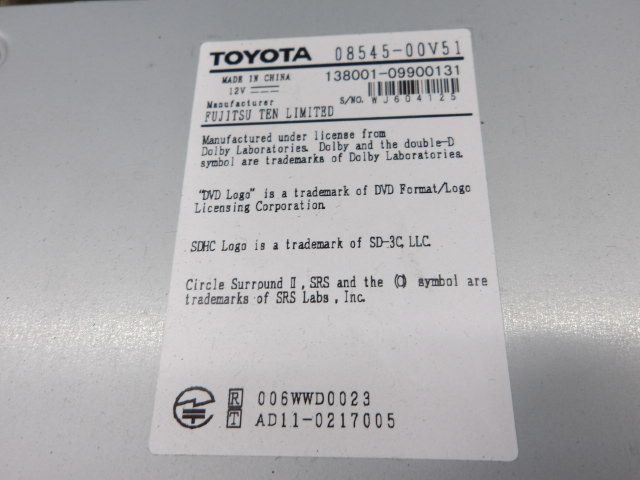 TOYOTA 08545-00V51
MADE IN CHINA 138001-09900131
12V
S/NO. WJ604125
Manufacturer
FUJITSU TEN LIMITED
Manufactured under license from
Dolby Laboratories. Dolby and the double-D
symbol are trademarks of Dolby Laboratories.
"DVD Logo" is a trademark of DVD Format/Logo
Licensing Corporation.
SDHC Logo is a trademark of SD-3C, LLC.
Circle Surround II, SRS and the (O) symbol are
trademarks of SRS Labs, Inc.
R 006WWD0023
T AD11-0217005